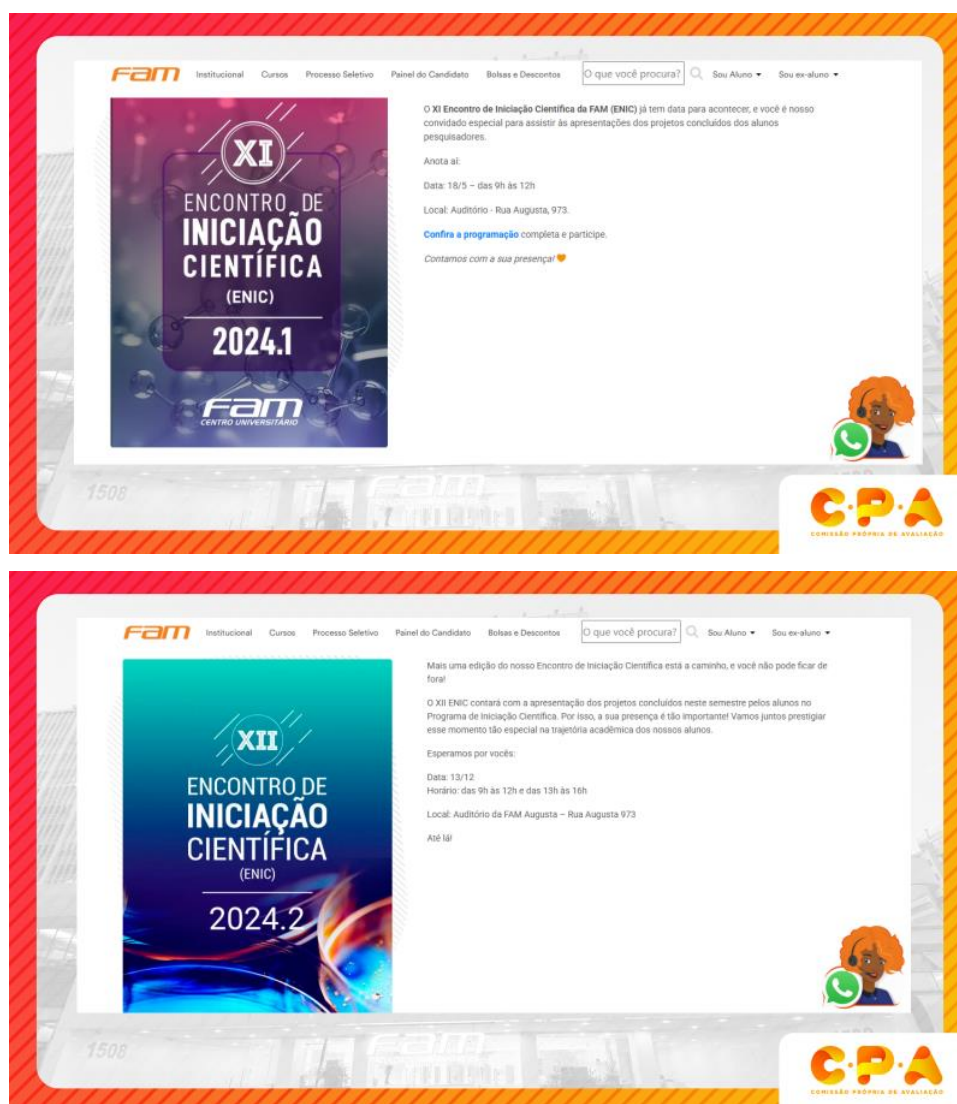 Fam
Institucional Cursos Processo Seletivo Painel do Candidato Bolsas e Descontos O que você procura? Sou Aluno Sou ex-aluno
XI
ENCONTRO DE
INICIAÇÃO
CIENTÍFICA
(ENIC)
2024.1
Fam
CENTRO UNIVERSITÁRIO
O XI Encontro de Iniciação Científica da FAM (ENIC) já tem data para acontecer, e você é nosso
convidado especial para assistir às apresentações dos projetos concluídos dos alunos
pesquisadores.
Anota aí:
Data: 18/5 – das 9h às 12h
Local: Auditório - Rua Augusta, 973.
Confira a programação completa e participe.
Contamos com a sua presença!
1508
Fam
C·P·A
COMISSÃO PRÓPRIA DE AVALIAÇÃO
Fam
Institucional Cursos Processo Seletivo Painel do Candidato Bolsas e Descontos O que você procura? Sou Aluno Sou ex-aluno
XII
ENCONTRO DE
INICIAÇÃO
CIENTÍFICA
(ENIC)
2024.2
Mais uma edição do nosso Encontro de Iniciação Científica está a caminho, e você não pode ficar de
fora!
O XII ENIC contará com a apresentação dos projetos concluídos neste semestre pelos alunos no
Programa de Iniciação Científica. Por isso, a sua presença é tão importante! Vamos juntos prestigiar
esse momento tão especial na trajetória acadêmica dos nossos alunos.
Esperamos por vocês:
Data: 13/12
Horário: das 9h às 12h e das 13h às 16h
Local: Auditório da FAM Augusta – Rua Augusta 973
Até lá!
1508
Fam
C·P·A
COMISSÃO PRÓPRIA DE AVALIAÇÃO